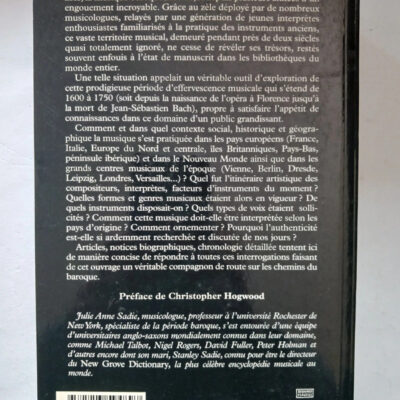 engouement incroyable. Grâce au zèle déployé par de nombreux
musicologues, relayés par une génération de jeunes interprètes
enthousiastes familiarisés à la pratique des instruments anciens,
ce vaste territoire musical, demeuré pendant près de deux siècles
quasi totalement ignoré, ne cesse de révéler ses trésors, restés
souvent enfouis à l'état de manuscrit dans les bibliothèques du
monde entier.
Une telle situation appelait un véritable outil d'exploration de
cette prodigieuse période d'effervescence musicale qui s'étend de
1600 à 1750 (soit depuis la naissance de l'opéra à Florence jusqu'à
la mort de Jean-Sébastien Bach), propre à satisfaire l'appétit de
connaissances dans ce domaine d'un public grandissant.
Comment et dans quel contexte social, historique et géogra-
phique la musique s'est pratiquée dans les pays européens (France,
Italie, Europe du Nord et centrale, îles Britanniques, Pays-Bas,
péninsule ibérique) et dans le Nouveau Monde ainsi que dans les
grands centres musicaux de l'époque (Vienne, Berlin, Dresde,
Leipzig, Londres, Versailles...) ? Quel fut l'itinéraire artistique des
compositeurs, interprètes, facteurs d'instruments du moment ?
Quelles formes et genres musicaux étaient alors en vigueur ? De
quels instruments disposait-on ? Quels types de voix étaient solli-
cités ? Comment cette musique doit-elle être interprétée selon les
pays d'origine ? Comment ornementer ? Pourquoi l'authenticité
est-elle si ardemment recherchée et discutée de nos jours ?
Articles, notices biographiques, chronologie détaillée tentent ici
de manière concise de répondre à toutes ces interrogations faisant
de cet ouvrage un véritable compagnon de route sur les chemins du
baroque.
Préface de Christopher Hogwood
Julie Anne Sadie, musicologue, professeur à l'université Rochester de
New York, spécialiste de la période baroque, s'est entourée d'une équipe
d'universitaires anglo-saxons mondialement connus dans leur domaine,
comme Michael Talbot, Nigel Rogers, David Fuller, Peter Holman et
d'autres encore dont son mari, Stanley Sadie, connu pour être le directeur
du New Grove Dictionary, la plus célèbre encyclopédie musicale au
monde.